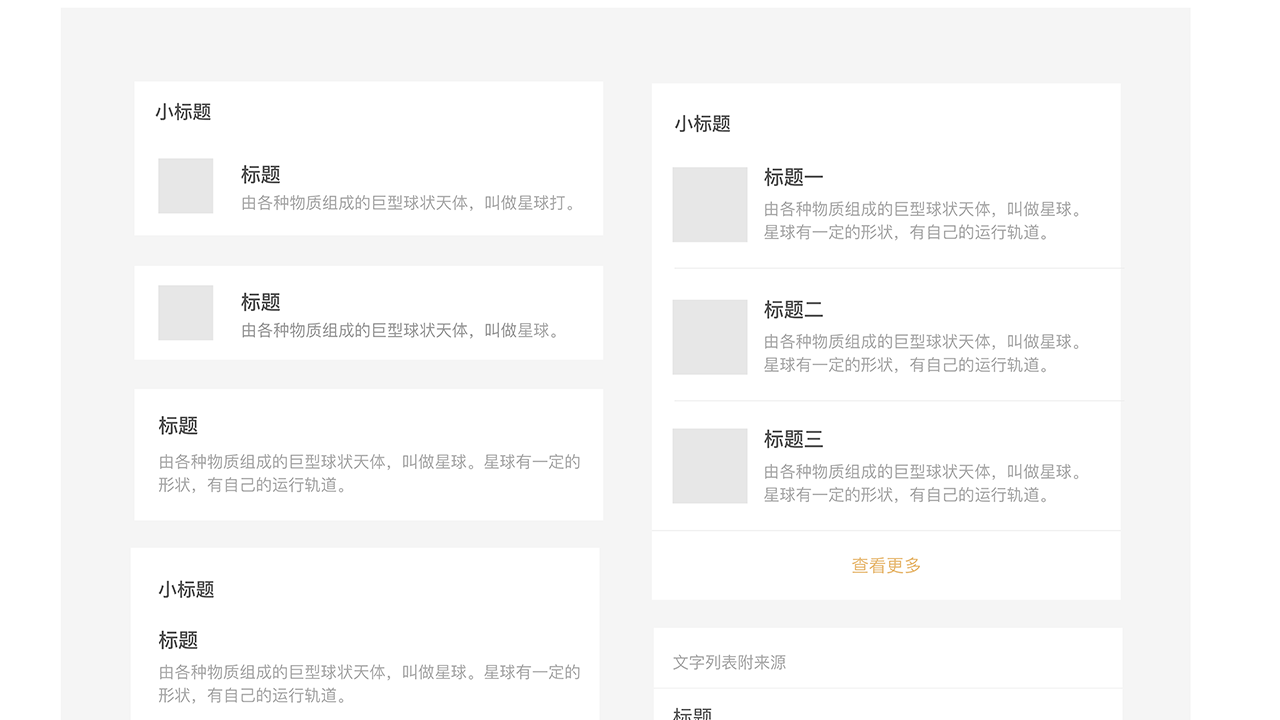 小标题
标题
由各种物质组成的巨型球状天体，叫做星球打。
标题
由各种物质组成的巨型球状天体，叫做星球。
标题
由各种物质组成的巨型球状天体，叫做星球。星球有一定的
形状，有自己的运行轨道。
小标题
标题
由各种物质组成的巨型球状天体，叫做星球。星球有一定的
形状，有自己的运行轨道。
小标题
标题一
由各种物质组成的巨型球状天体，叫做星球。
星球有一定的形状，有自己的运行轨道。
标题二
由各种物质组成的巨型球状天体，叫做星球。
星球有一定的形状，有自己的运行轨道。
标题三
由各种物质组成的巨型球状天体，叫做星球。
星球有一定的形状，有自己的运行轨道。
查看更多
文字列表附来源
标题